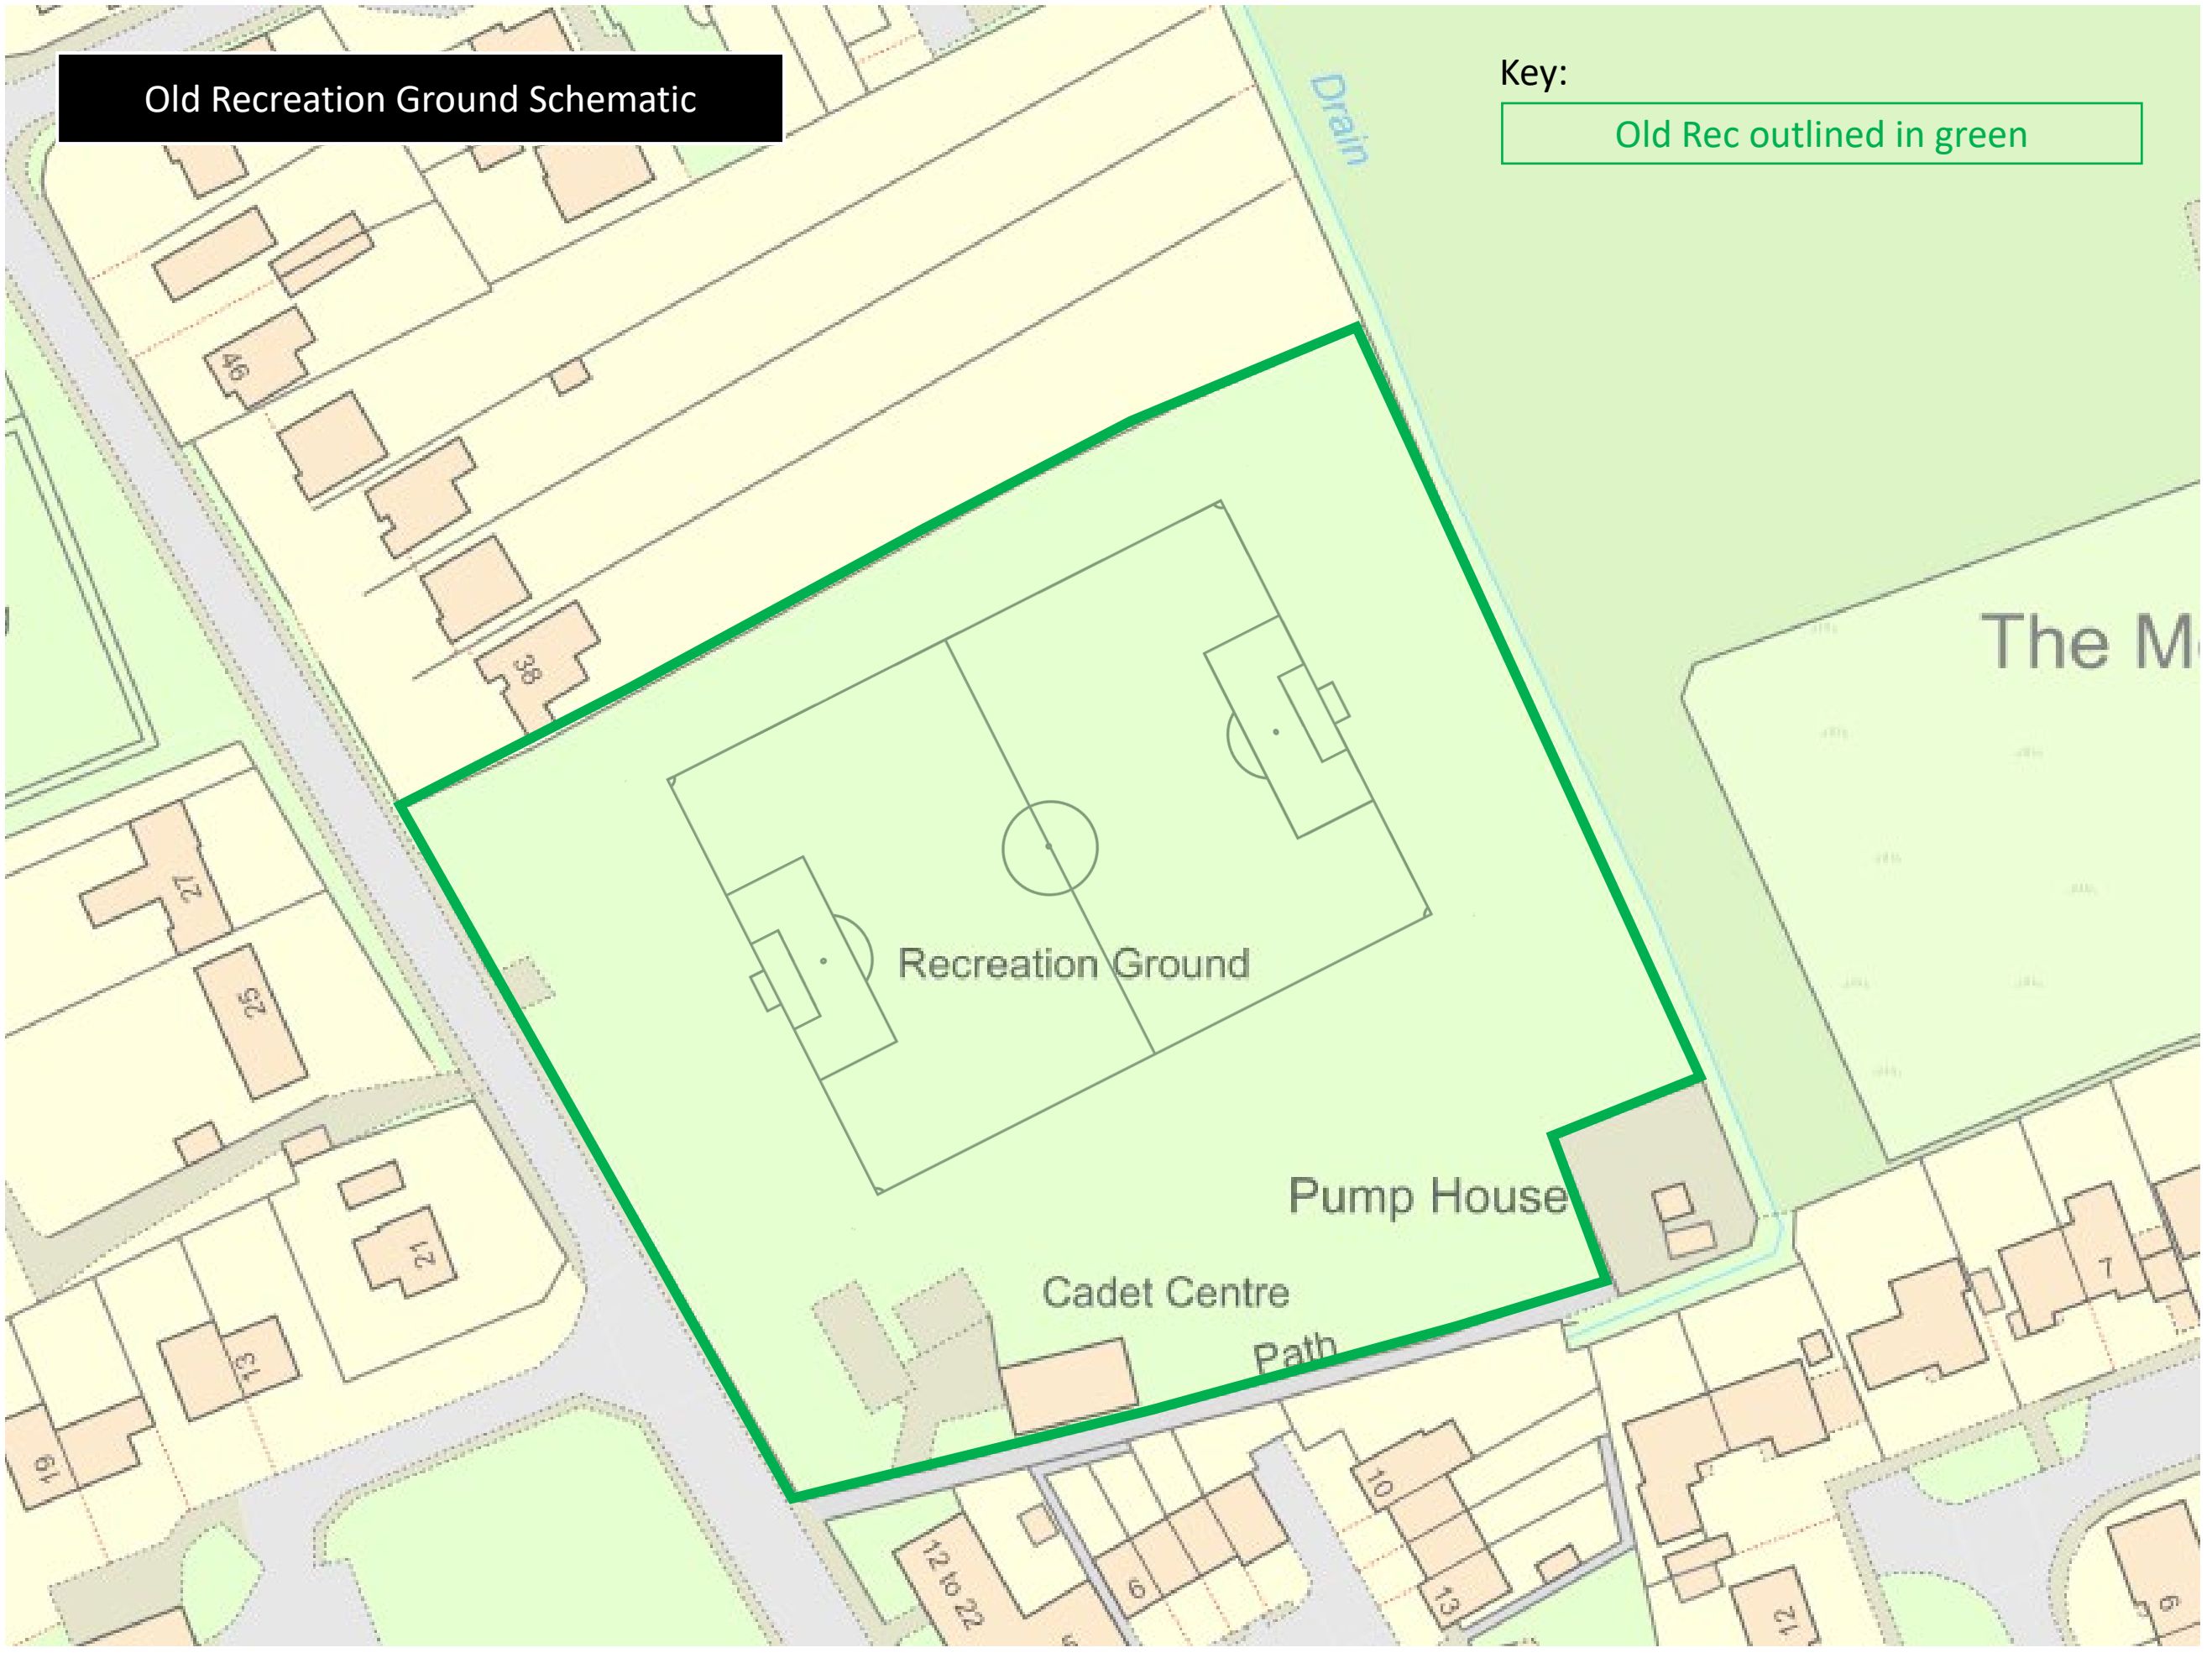 Old Recreation Ground Schematic
Key:
Old Rec outlined in green
Drain
46
38
The M
27
25
Recreation Ground
Pump House
21
Cadet Centre
7
13
Path
19
10
12 to 22
6
13
12
9